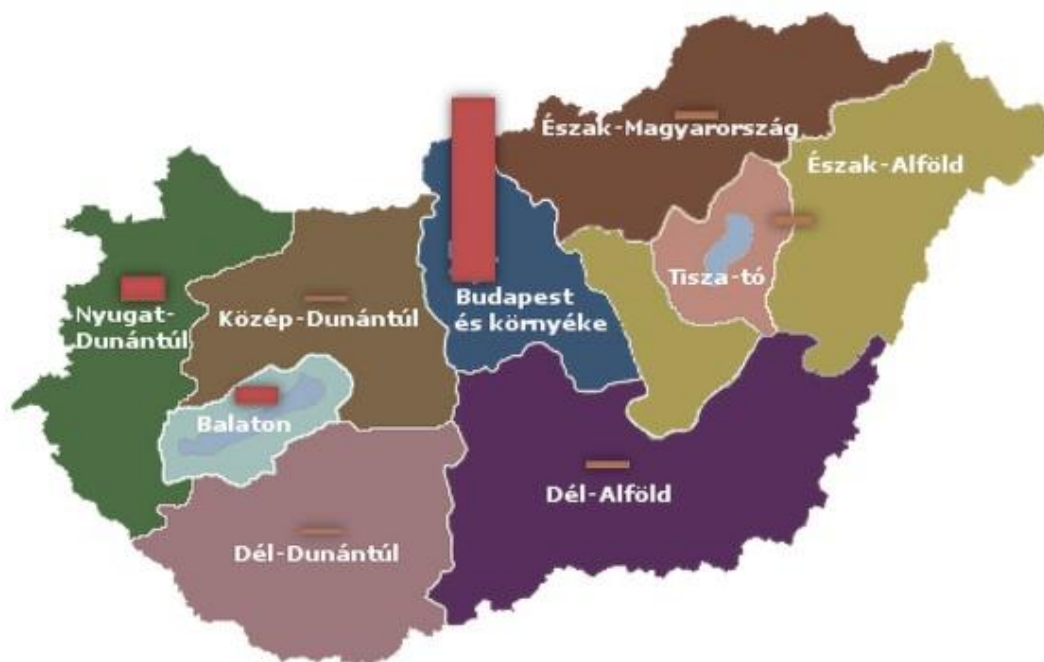 Észak-Magyarország
Észak-Alföld
Tisza-tó
Budapest
és környéke
Nyugat-
Dunántúl
Közép-Dunántúl
Balaton
Dél-Alföld
Dél-Dunántúl